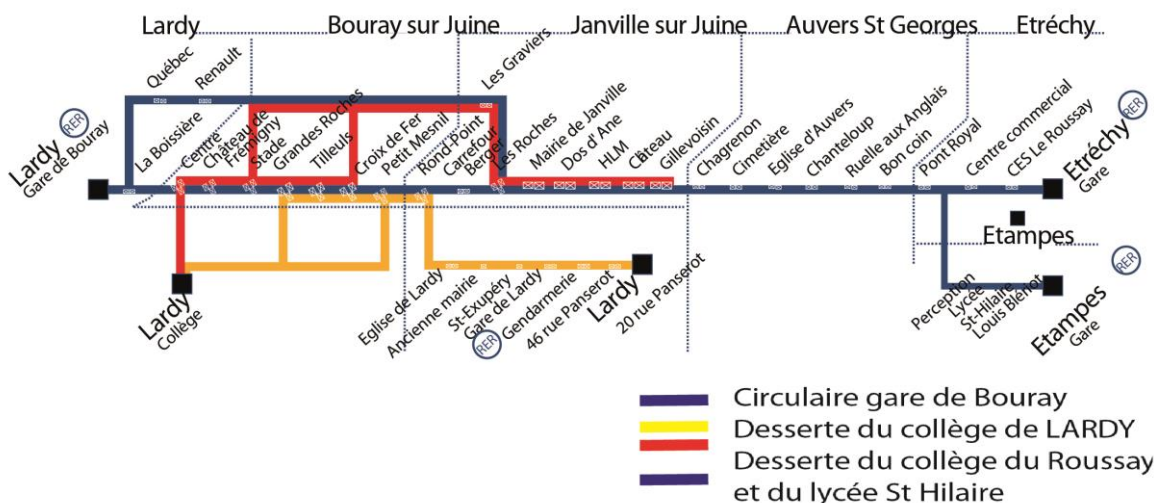 Lardy
Bouray sur Juine
Janville sur Juine
Auvers St Georges
Etréchy
Québec
Renault
Les Graviers
RER
Lardy
Gare de Bouray
La Boissière
Centre
Château de
Frémigny
Stade
Grandes Roches
Tilleuls
Croix de Fer
Petit Mesnil
Rond-Point
Carrefour
Berger
Les Roches
Mairie de Janville
Dos d'Ane
HLM
Château
Gillevoisin
Chagrenon
Cimetière
Eglise d'Auvers
Chanteloup
Ruelle aux Anglais
Bon coin
Pont Royal
Centre commercial
CES Le Roussay
RER
Etréchy
Gare
Etampes
RER
Lardy
Collège
Eglise de Lardy
Ancienne mairie
St-Exupéry
Gare de Lardy
RER
Gendarmerie
46 rue Panserot
Lardy
20 rue Panserot
Perception
Lycée
St-Hilaire
Louis Blériot
Etampes
Gare
Circulaire gare de Bouray
Desserte du collège de LARDY
Desserte du collège du Roussay
et du lycée St Hilaire